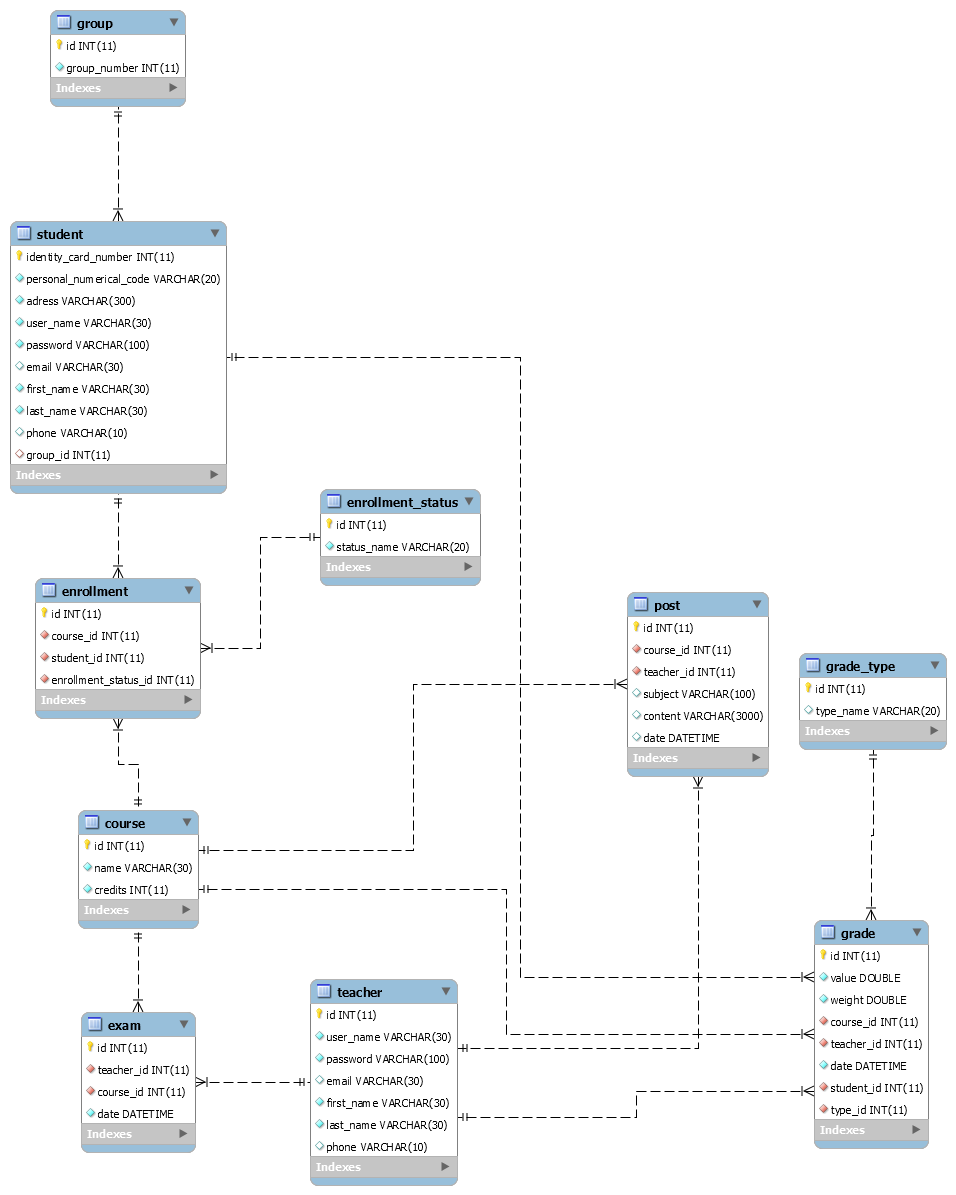 group
id INT(11)
group_number INT(11)
Indexes
student
identity_card_number INT(11)
personal_numerical_code VARCHAR(20)
adress VARCHAR(300)
user_name VARCHAR(30)
password VARCHAR(100)
email VARCHAR(30)
first_name VARCHAR(30)
last_name VARCHAR(30)
phone VARCHAR(10)
group_id INT(11)
Indexes
enrollment_status
id INT(11)
status_name VARCHAR(20)
Indexes
enrollment
id INT(11)
course_id INT(11)
student_id INT(11)
enrollment_status_id INT(11)
Indexes
post
id INT(11)
course_id INT(11)
teacher_id INT(11)
subject VARCHAR(100)
content VARCHAR(3000)
date DATETIME
Indexes
grade_type
id INT(11)
type_name VARCHAR(20)
Indexes
course
id INT(11)
name VARCHAR(30)
credits INT(11)
Indexes
grade
id INT(11)
value DOUBLE
weight DOUBLE
course_id INT(11)
teacher_id INT(11)
date DATETIME
student_id INT(11)
type_id INT(11)
Indexes
teacher
id INT(11)
user_name VARCHAR(30)
password VARCHAR(100)
email VARCHAR(30)
first_name VARCHAR(30)
last_name VARCHAR(30)
phone VARCHAR(10)
Indexes
exam
id INT(11)
teacher_id INT(11)
course_id INT(11)
date DATETIME
Indexes